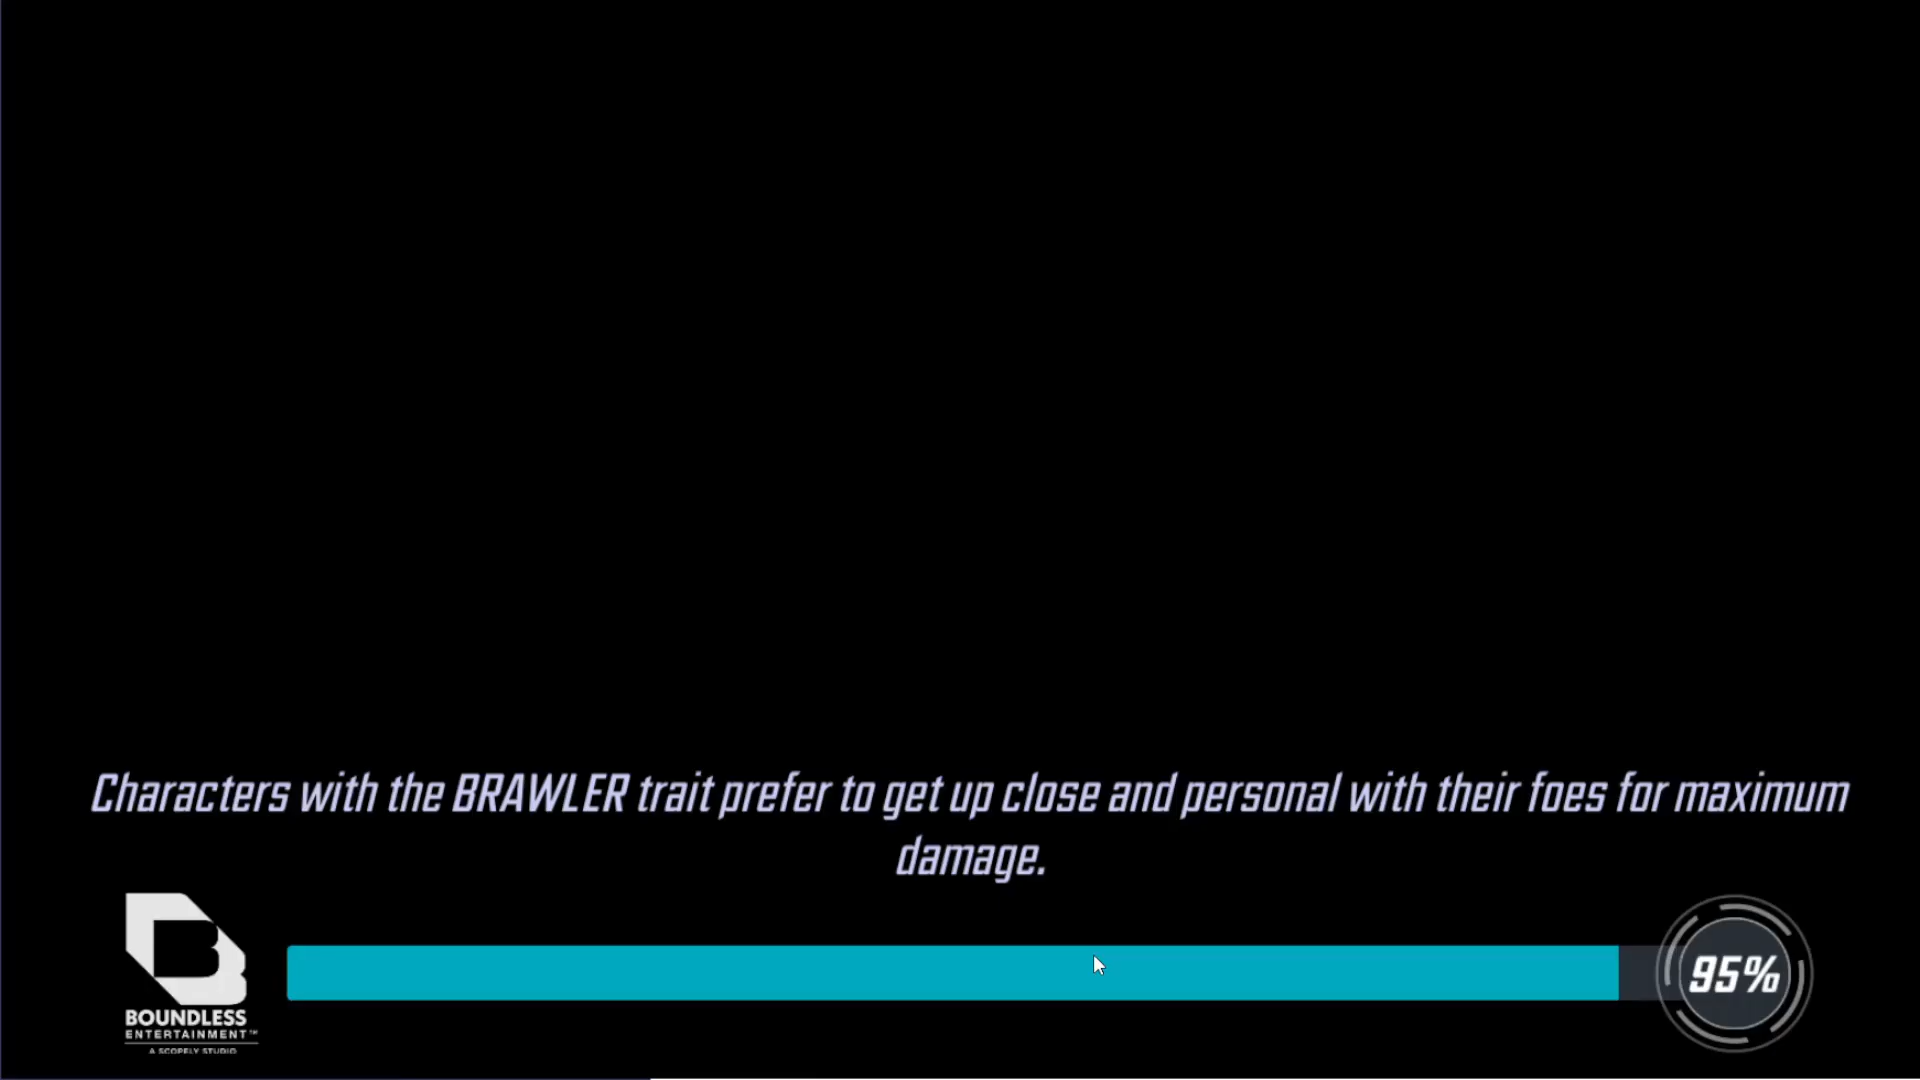 Characters with the BRAWLER trait prefer to get up close and personal with their foes for maximum
damage.
95%
BOUNDLESS
ENTERTAINMENT™
A SCOPELY STUDIO